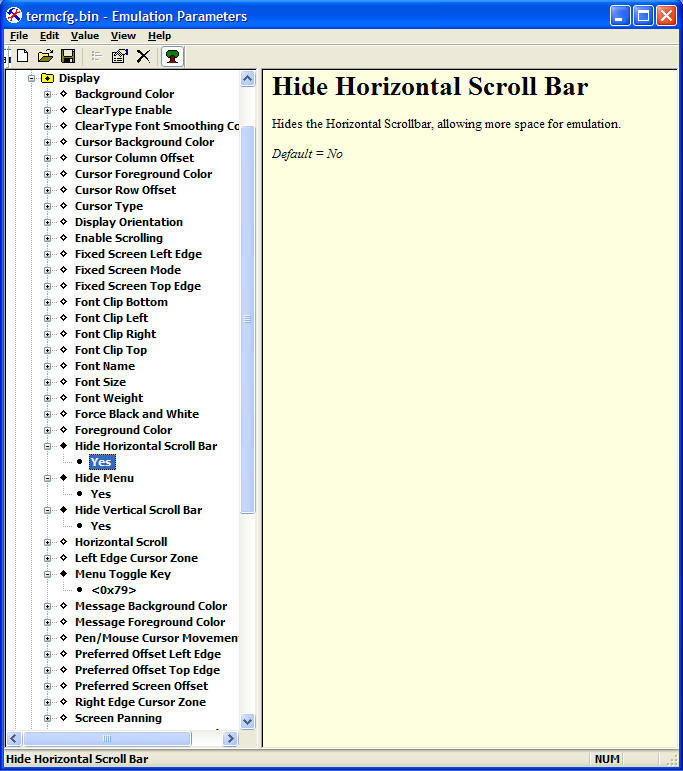 termcfg.bin - Emulation Parameters
File Edit Value View Help
Display
Background Color
ClearType Enable
ClearType Font Smoothing Co
Cursor Background Color
Cursor Column Offset
Cursor Foreground Color
Cursor Row Offset
Cursor Type
Display Orientation
Enable Scrolling
Fixed Screen Left Edge
Fixed Screen Mode
Fixed Screen Top Edge
Font Clip Bottom
Font Clip Left
Font Clip Right
Font Clip Top
Font Name
Font Size
Font Weight
Force Black and White
Foreground Color
Hide Horizontal Scroll Bar
Yes
Hide Menu
Yes
Hide Vertical Scroll Bar
Yes
Horizontal Scroll
Left Edge Cursor Zone
Menu Toggle Key
<0x79>
Message Background Color
Message Foreground Color
Pen/Mouse Cursor Movement
Preferred Offset Left Edge
Preferred Offset Top Edge
Preferred Screen Offset
Right Edge Cursor Zone
Screen Panning
Hide Horizontal Scroll Bar
Hides the Horizontal Scrollbar, allowing more space for emulation.
Default = No
Hide Horizontal Scroll Bar
NUM